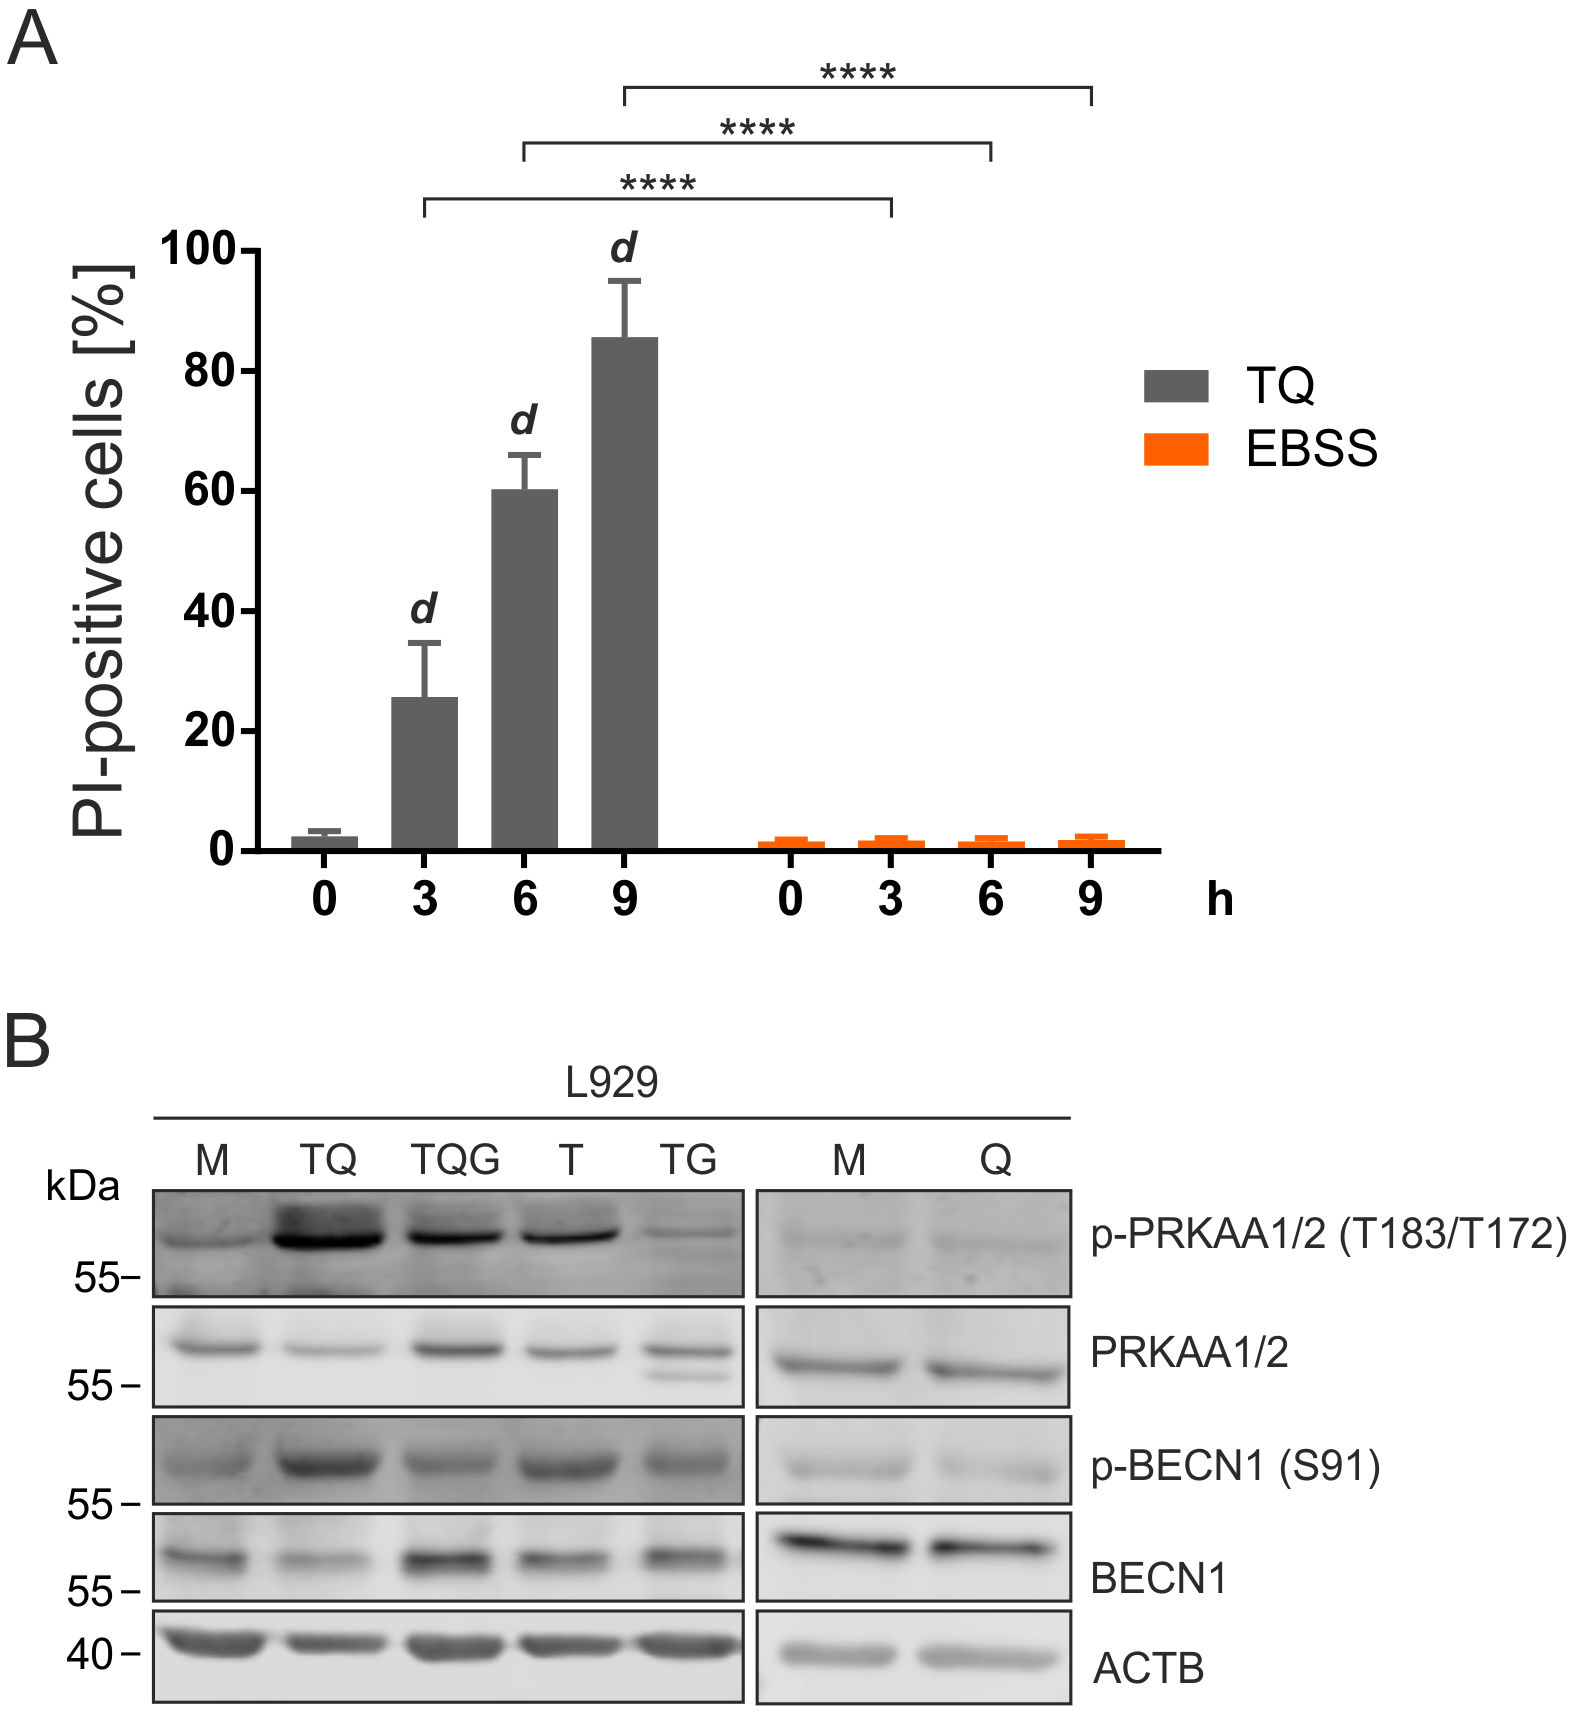 A
****
****
****
PI-positive cells [%]
100
80
60
40
20
0
d
d
d
0 3 6 9 0 3 6 9 h
TQ
EBSS
B
L929
M TQ TQG T TG M Q
kDa
55 p-PRKAA1/2 (T183/T172)
55 PRKAA1/2
55 p-BECN1 (S91)
55 BECN1
40 ACTB